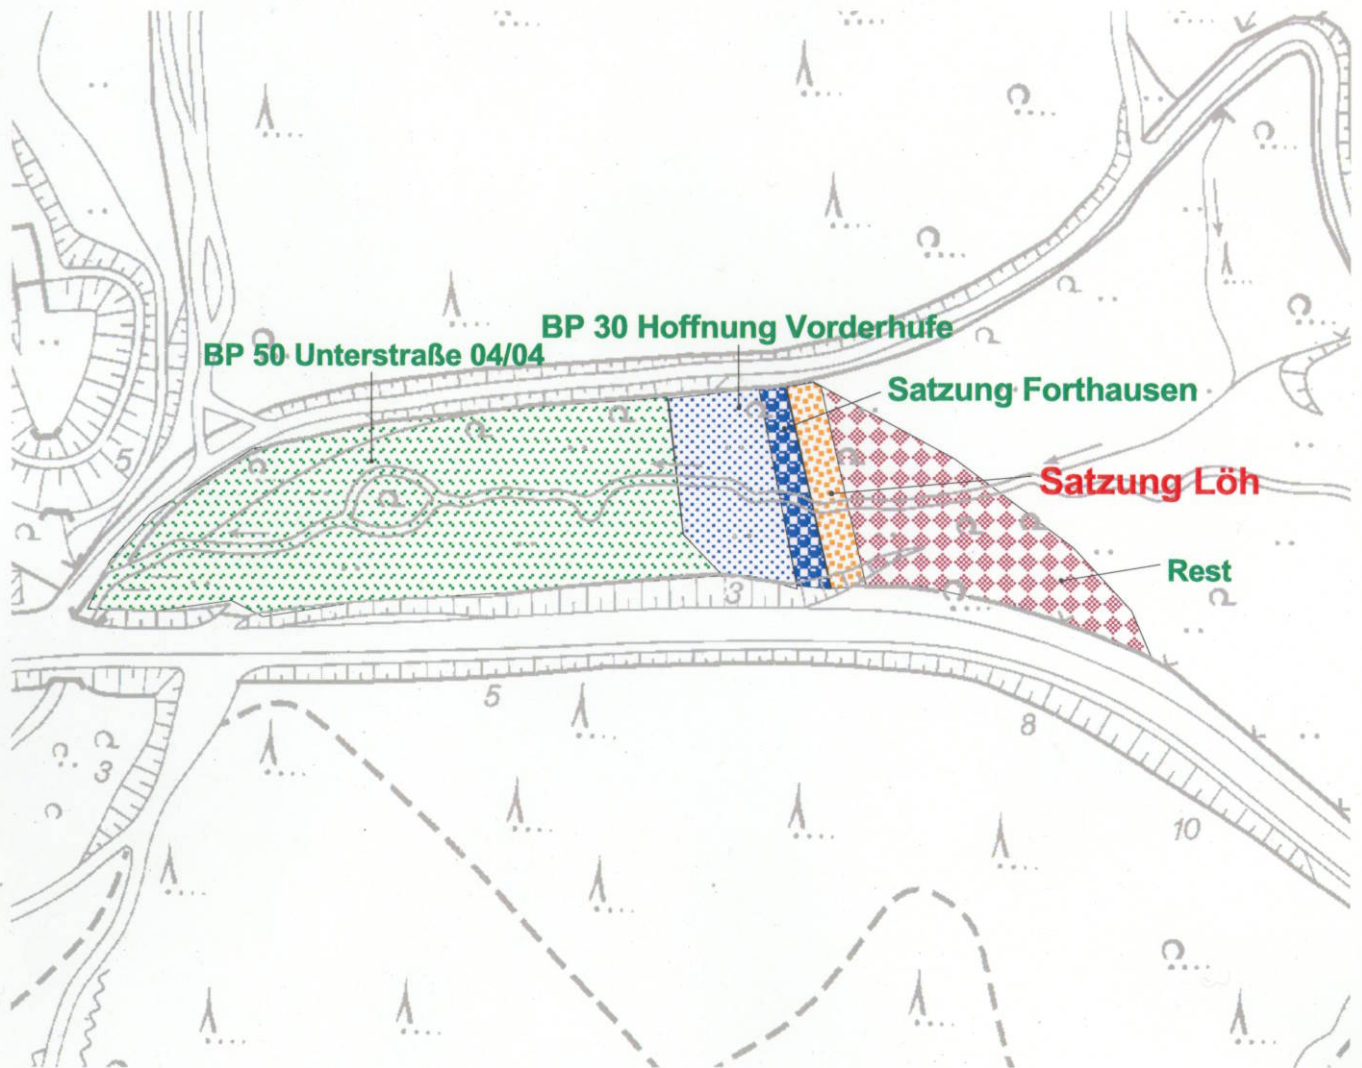 BP 30 Hoffnung Vorderhufe
BP 50 Unterstraße 04/04
Satzung Forthausen
5
Satzung Löh
Rest
3
5
8
3
10